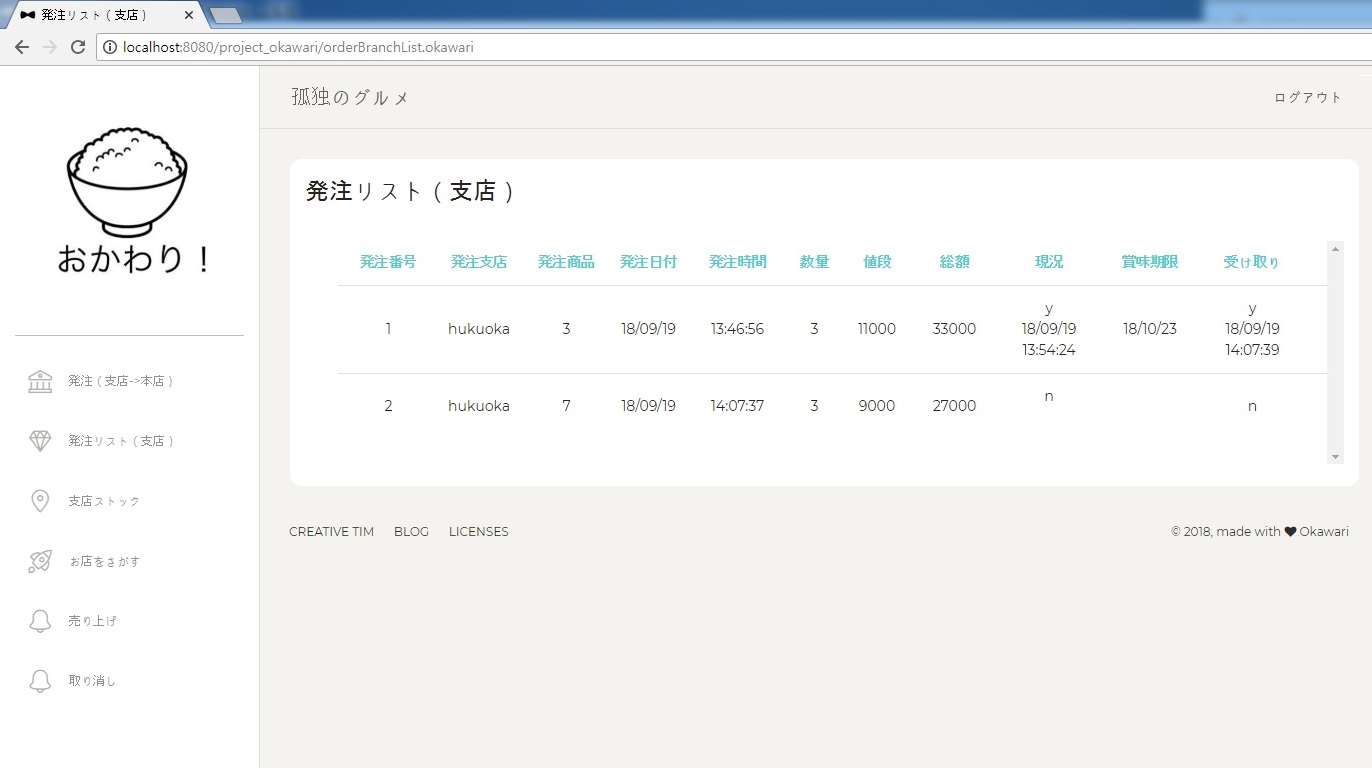 発注リスト ( 支店 )
localhost:8080/project_okawari/orderBranchList.okawari
孤独のグルメ
ログアウト
おかわり！
発注 ( 支店->本店 )
発注リスト ( 支店 )
支店ストック
お店をさがす
売り上げ
取り消し
発注リスト ( 支店 )
発注番号 発注支店 発注商品 発注日付 発注時間 数量 値段 総額 現況 賞味期限 受け取り
y y
1 hukuoka 3 18/09/19 13:46:56 3 11000 33000 18/09/19 18/10/23 18/09/19
13:54:24 14:07:39
n
2 hukuoka 7 18/09/19 14:07:37 3 9000 27000 n
CREATIVE TIM BLOG LICENSES
© 2018, made with ♥ Okawari